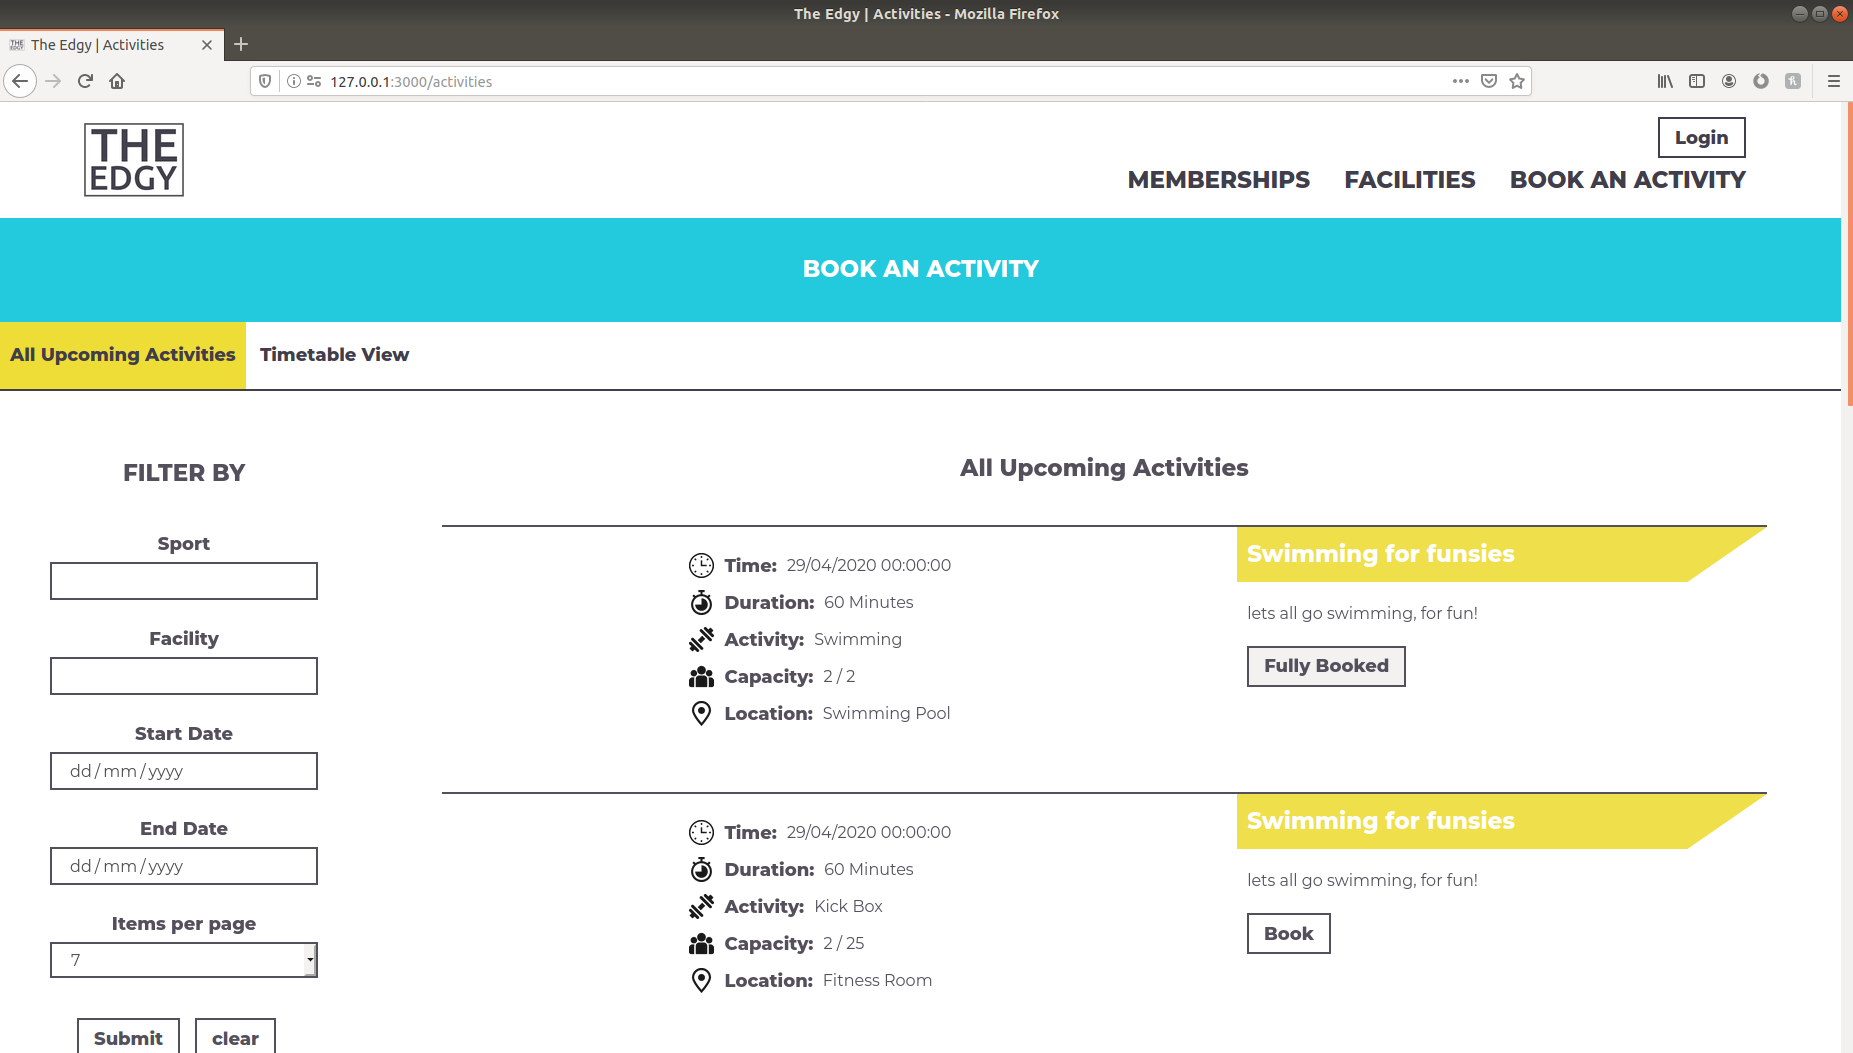 The Edgy | Activities - Mozilla Firefox
The Edgy | Activities
127.0.0.1:3000/activities
THE
EDGY
Login
MEMBERSHIPS FACILITIES BOOK AN ACTIVITY
BOOK AN ACTIVITY
All Upcoming Activities Timetable View
FILTER BY
Sport
Facility
Start Date
dd / mm / yyyy
End Date
dd / mm / yyyy
Items per page
7
Submit clear
All Upcoming Activities
Time: 29/04/2020 00:00:00
Duration: 60 Minutes
Activity: Swimming
Capacity: 2 / 2
Location: Swimming Pool
Swimming for funsies
lets all go swimming, for fun!
Fully Booked
Time: 29/04/2020 00:00:00
Duration: 60 Minutes
Activity: Kick Box
Capacity: 2 / 25
Location: Fitness Room
Swimming for funsies
lets all go swimming, for fun!
Book